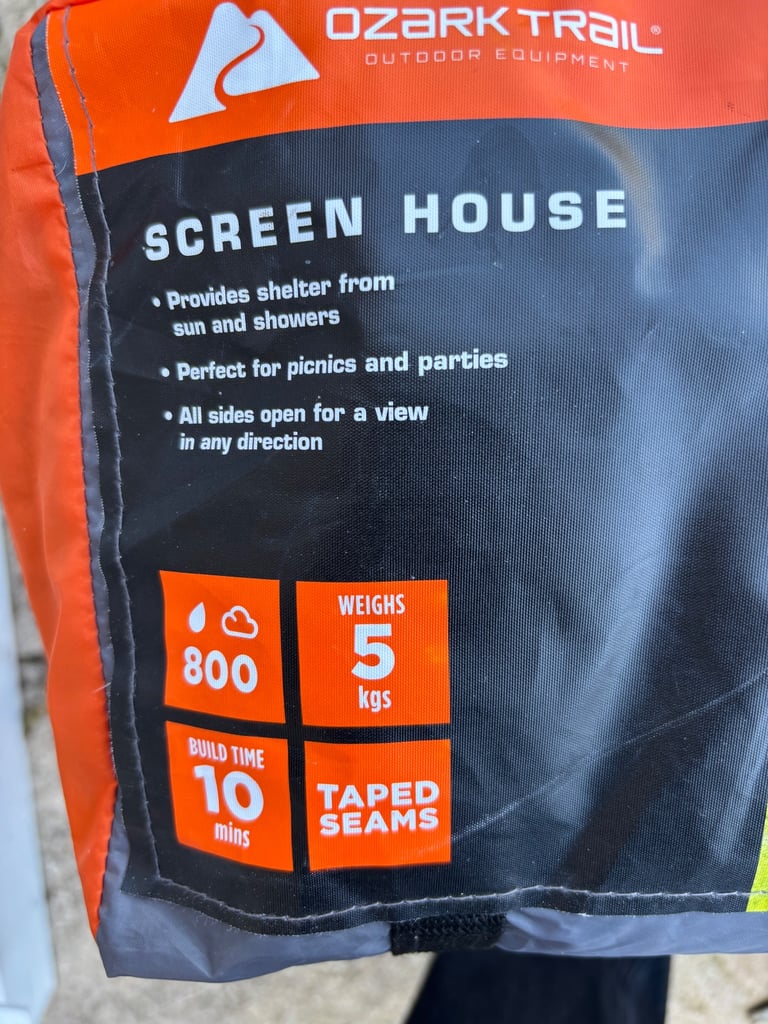 OZARK TRAIL®
OUTDOOR EQUIPMENT
SCREEN HOUSE
• Provides shelter from
sun and showers
• Perfect for picnics and parties
• All sides open for a view
in any direction
800
WEIGHS
5
kgs
BUILD TIME
10
mins
TAPED
SEAMS